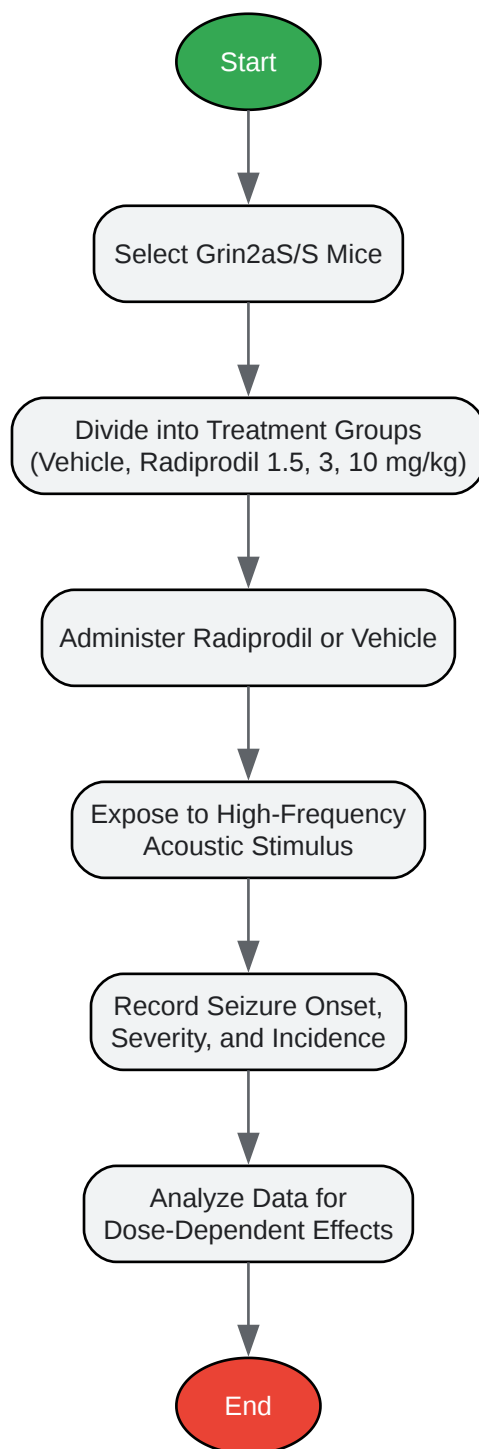 Start
Select Grin2aS/S Mice
Divide into Treatment Groups
(Vehicle, Radiprodil 1.5, 3, 10 mg/kg)
Administer Radiprodil or Vehicle
Expose to High-Frequency
Acoustic Stimulus
Record Seizure Onset,
Severity, and Incidence
Analyze Data for
Dose-Dependent Effects
End